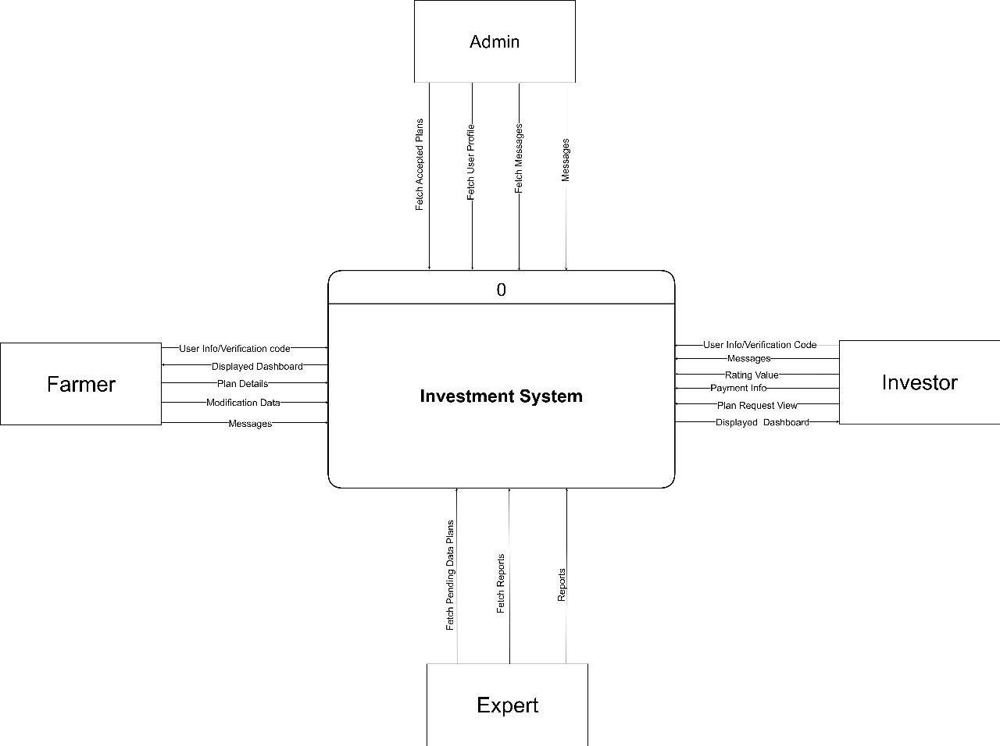 Admin
Fetch Accepted Plans
Fetch User Profile
Fetch Messages
Messages
0
Investment System
Farmer
User Info/Verification code
Displayed Dashboard
Plan Details
Modification Data
Messages
User Info/Verification Code
Messages
Rating Value
Payment Info
Plan Request View
Displayed Dashboard
Investor
Fetch Pending Data Plans
Fetch Reports
Reports
Expert